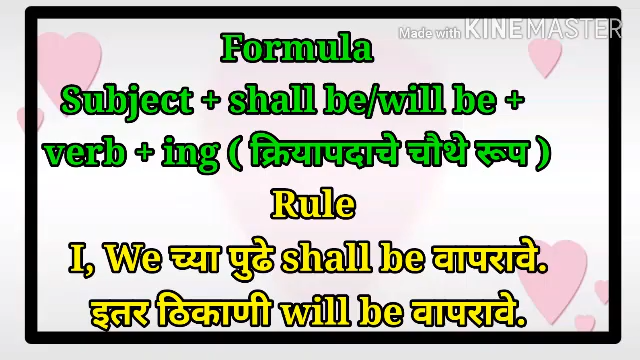 Made with KINEMASTER
Formula
Subject + shall be/will be +
verb + ing ( क्रियापदाचे चौथे रूप )
Rule
I, We च्या पुढे shall be वापरावे.
इतर ठिकाणी will be वापरावे.